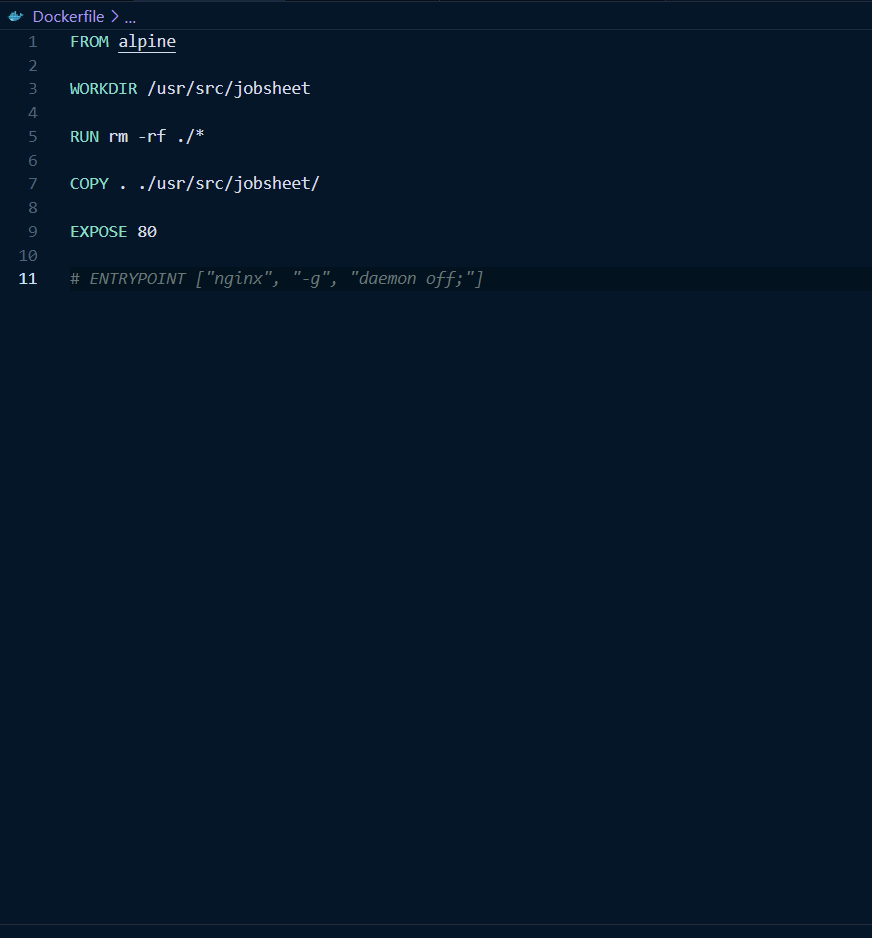 Dockerfile > ...
1 FROM alpine
2
3 WORKDIR /usr/src/jobsheet
4
5 RUN rm -rf ./*
6
7 COPY . ./usr/src/jobsheet/
8
9 EXPOSE 80
10
11 # ENTRYPOINT ["nginx", "-g", "daemon off;"]